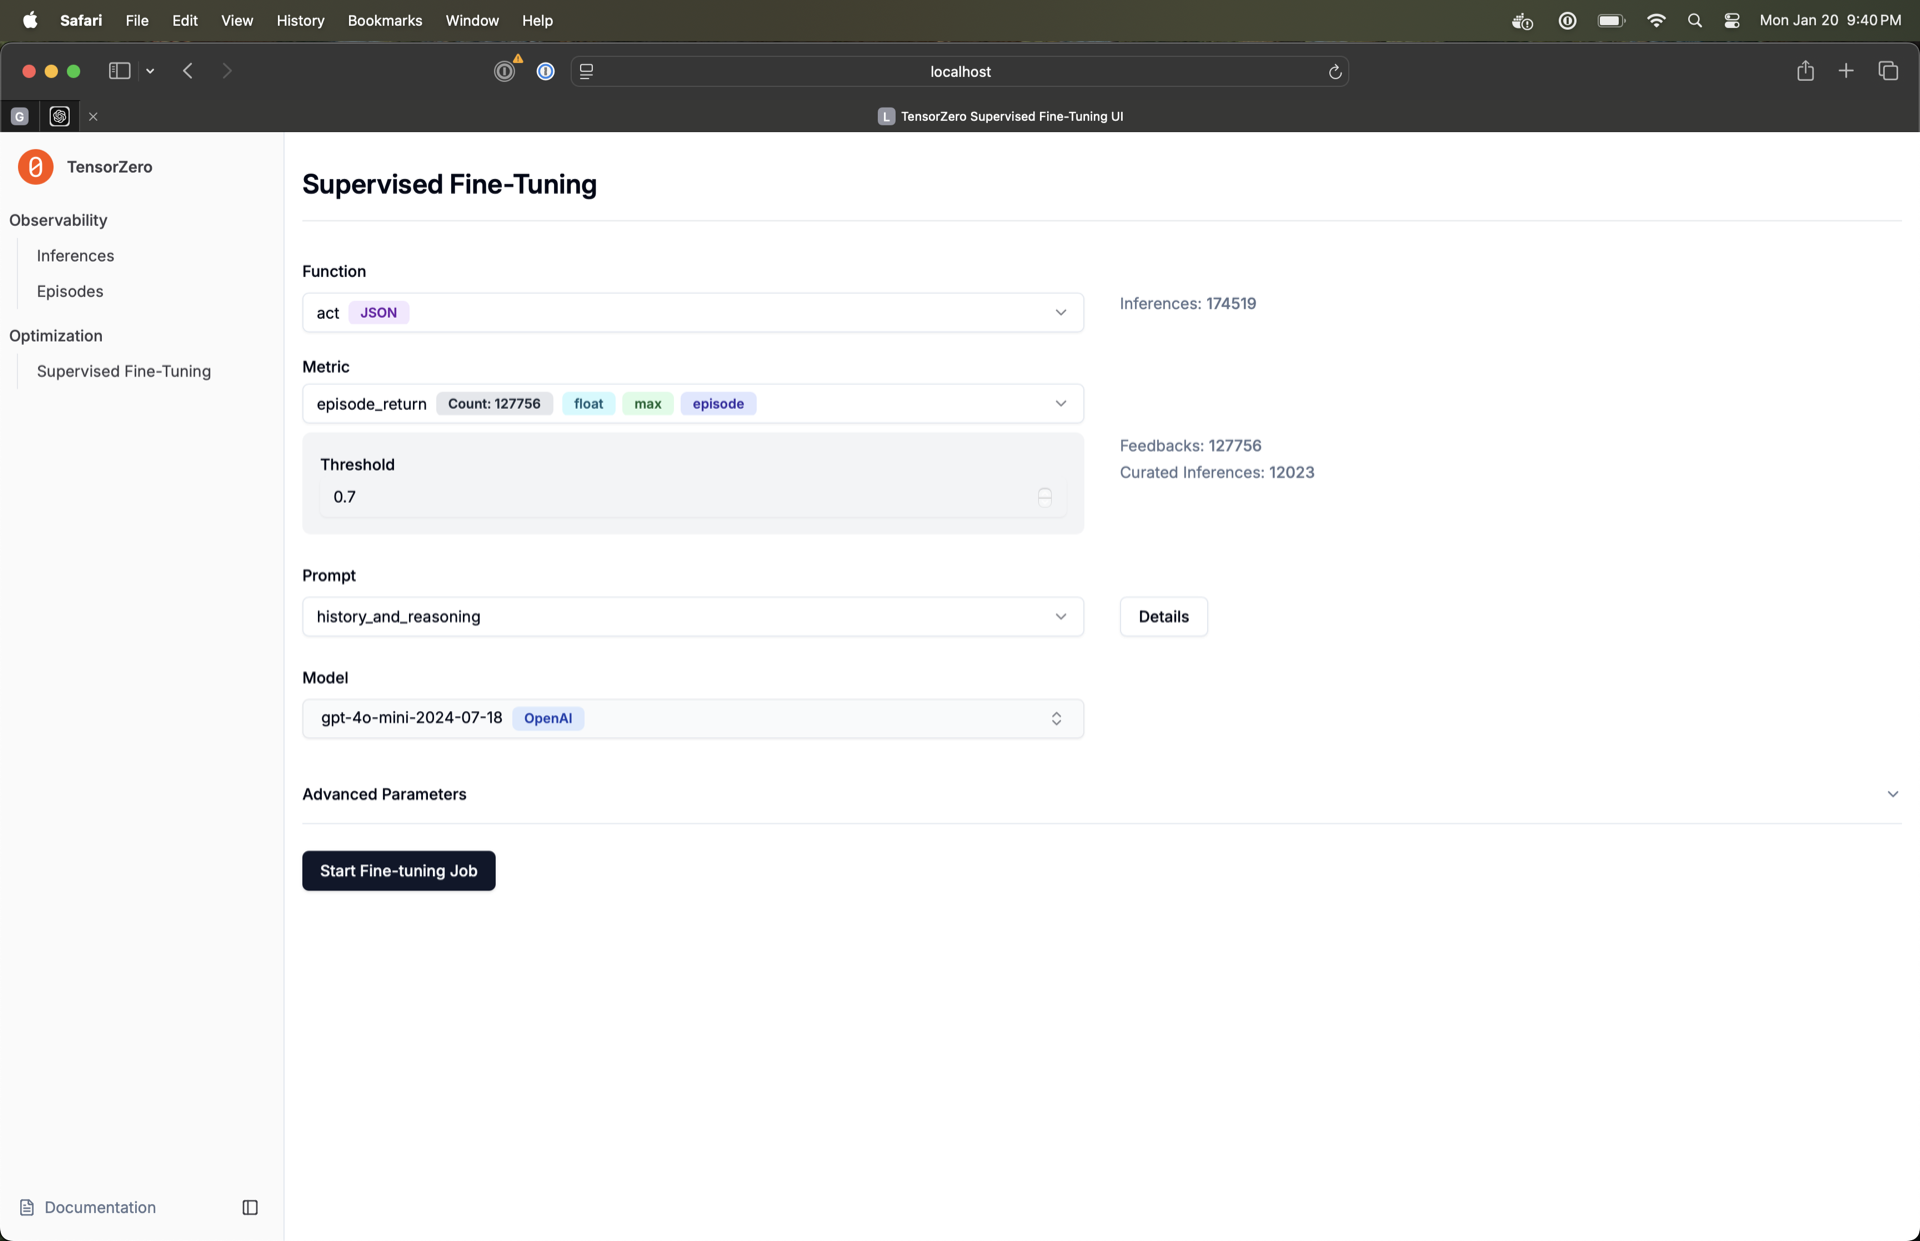 Safari File Edit View History Bookmarks Window Help Mon Jan 20 9:40 PM
localhost
G L TensorZero Supervised Fine-Tuning UI
TensorZero
Observability
Inferences
Episodes
Optimization
Supervised Fine-Tuning
Supervised Fine-Tuning
Function
act JSON
Inferences: 174519
Metric
episode_return Count: 127756 float max episode
Threshold
0.7
Feedbacks: 127756
Curated Inferences: 12023
Prompt
history_and_reasoning
Details
Model
gpt-4o-mini-2024-07-18 OpenAI
Advanced Parameters
Start Fine-tuning Job
Documentation